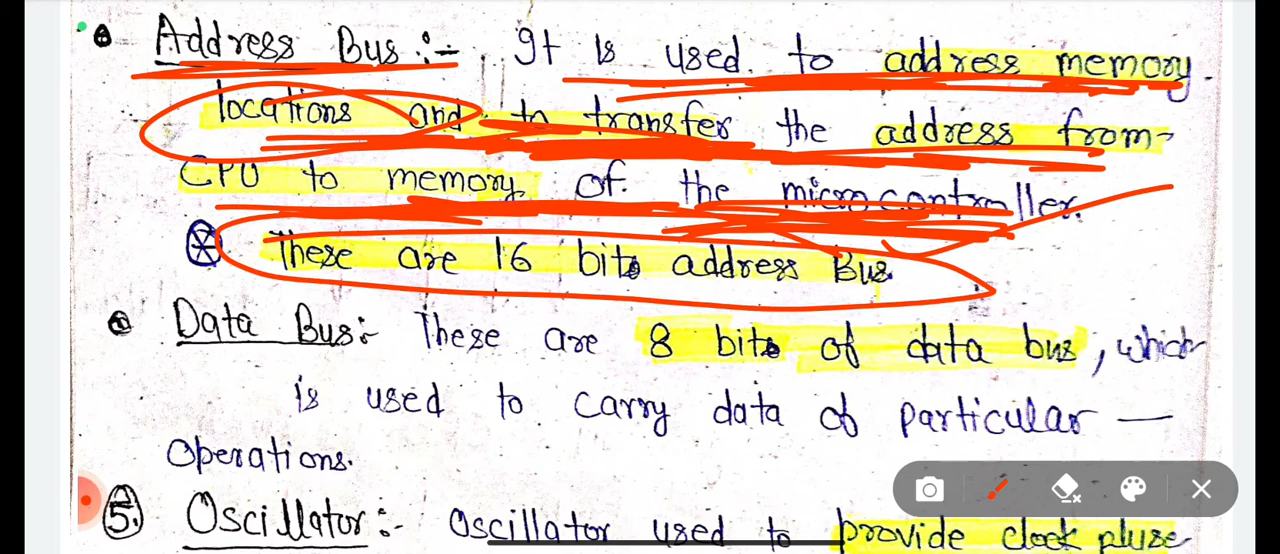 Address Bus :- It is used to address memory.
locations and to transfer the address from-
CPU to memory of the microcontroller.
These are 16 bits address Bus
Data Bus:- These are 8 bits of data bus, which
is used to carry data of particular —
Operations.
5. Oscillator:- Oscillator used to provide clock pluse